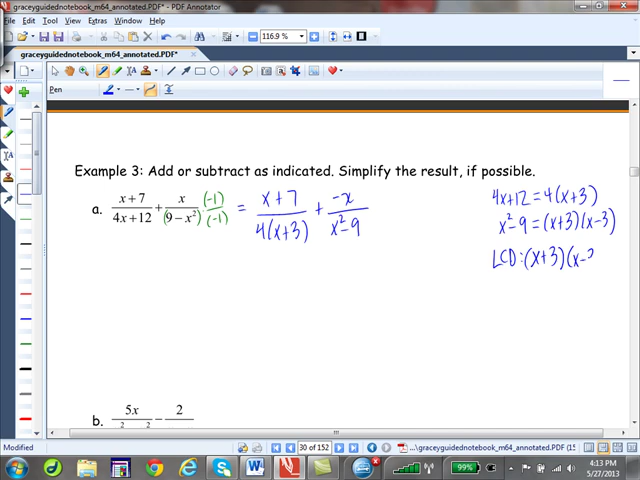 graceyguidednotebook_m64_annotated.PDF* - PDF Annotator
File Edit View Tool Extras Window Help
116.9 %
graceyguidednotebook_m64_annotated.PDF*
Pen
Example 3: Add or subtract as indicated. Simplify the result, if possible.
a. (x + 7)/(4x + 12) + x/(9 − x²) · (-1)/(-1) = (x + 7)/(4(x+3)) + (-x)/(x² - 9)
4x+12 = 4(x+3)
x² - 9 = (x+3)(x-3)
LCD: (x+3)(x-
b. 5x − 2
2 2
Modified
30 of 152
...\graceyguidednotebook_m64_annotated.PDF (15
99%
4:13 PM
5/27/2013